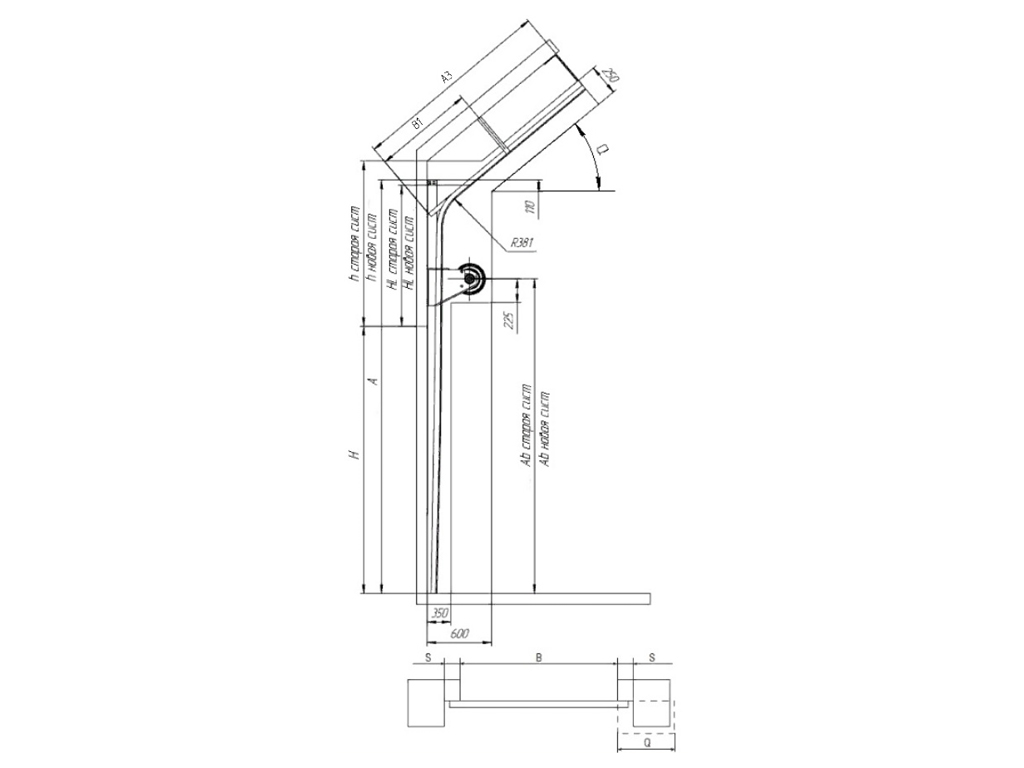 A3
250
B1
Q
110
h старая сист
h новая сист
HL старая сист
HL новая сист
R381
225
A
Ab старая сист
Ab новая сист
H
350
600
S
B
S
Q